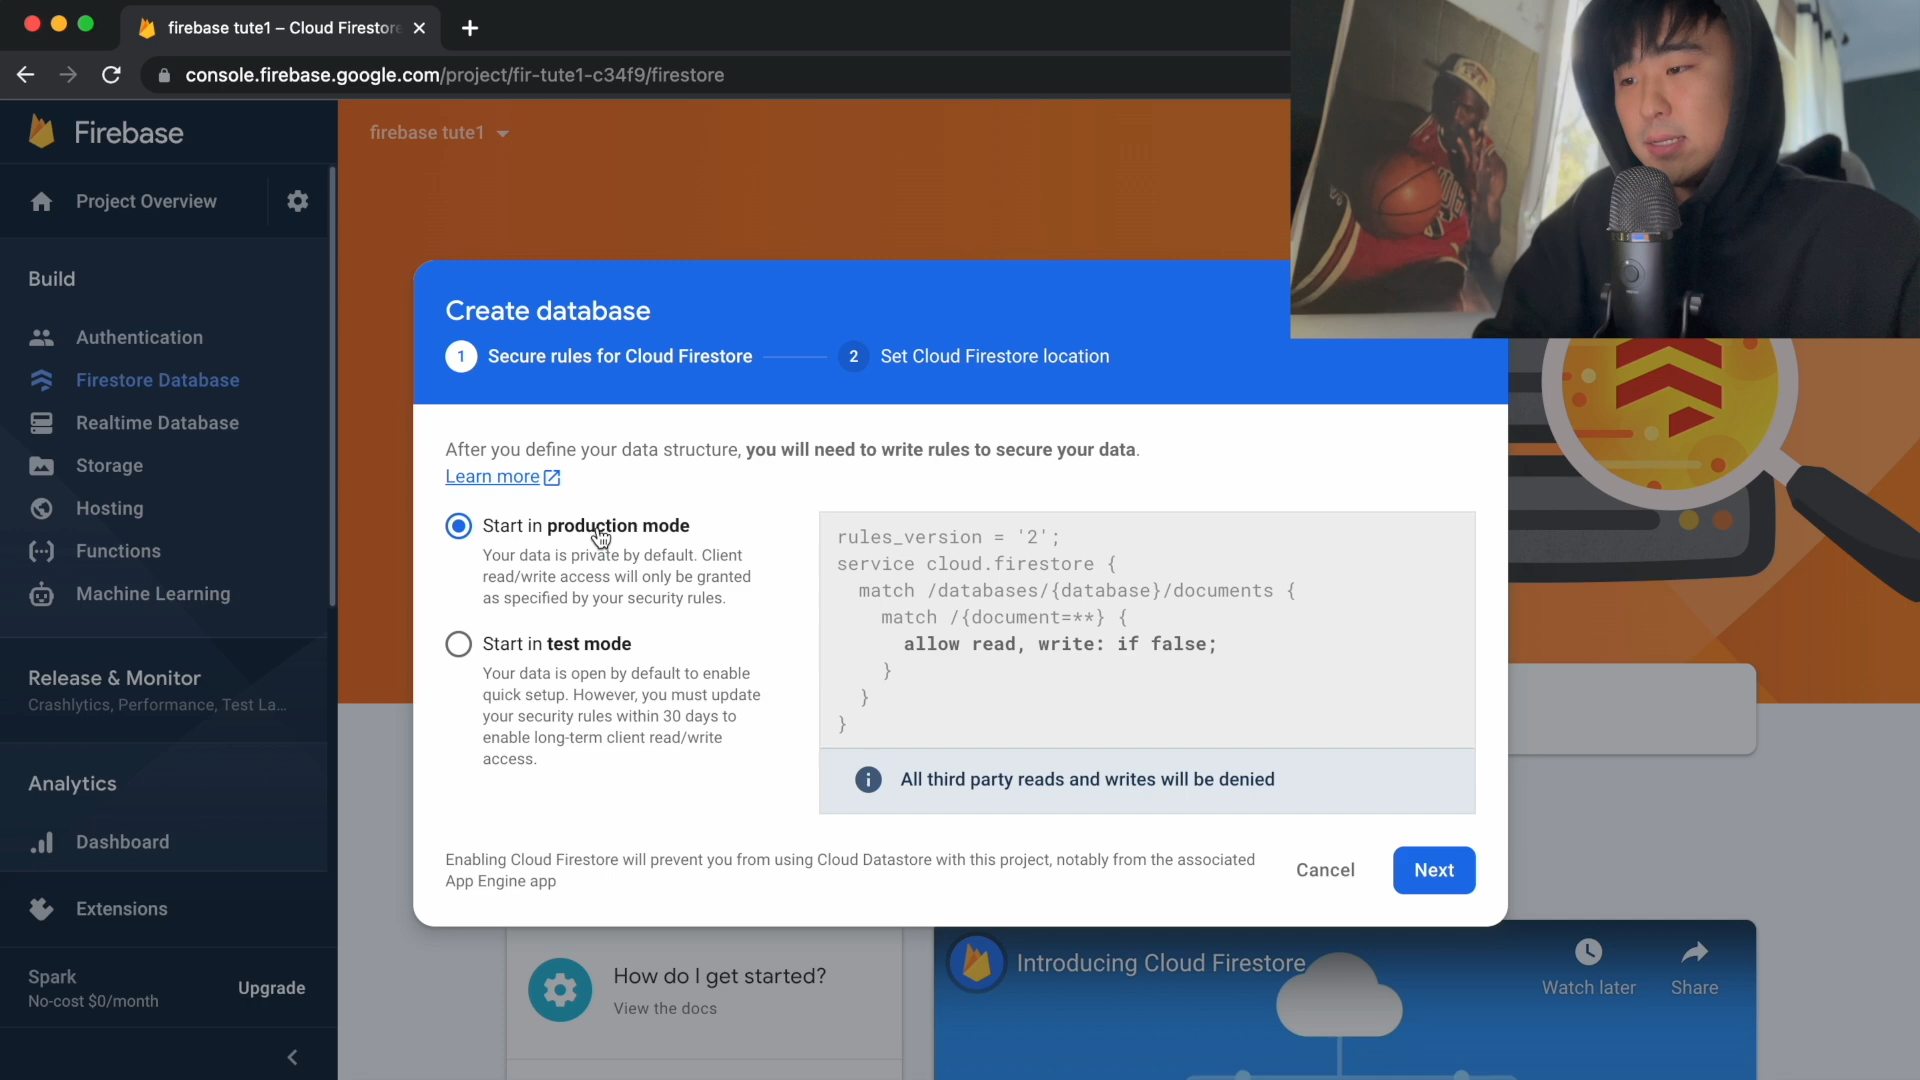 firebase tute1 – Cloud Firestore
console.firebase.google.com/project/fir-tute1-c34f9/firestore
Firebase
firebase tute1
Project Overview
Build
Authentication
Firestore Database
Realtime Database
Storage
Hosting
Functions
Machine Learning
Release & Monitor
Crashlytics, Performance, Test La...
Analytics
Dashboard
Extensions
Spark
No-cost $0/month
Upgrade
Create database
1 Secure rules for Cloud Firestore
2 Set Cloud Firestore location
After you define your data structure, you will need to write rules to secure your data.
Learn more
Start in production mode
Your data is private by default. Client
read/write access will only be granted
as specified by your security rules.
Start in test mode
Your data is open by default to enable
quick setup. However, you must update
your security rules within 30 days to
enable long-term client read/write
access.
rules_version = '2';
service cloud.firestore {
match /databases/{database}/documents {
match /{document=**} {
allow read, write: if false;
}
}
}
All third party reads and writes will be denied
Enabling Cloud Firestore will prevent you from using Cloud Datastore with this project, notably from the associated
App Engine app
Cancel
Next
How do I get started?
View the docs
Introducing Cloud Firestore
Watch later
Share